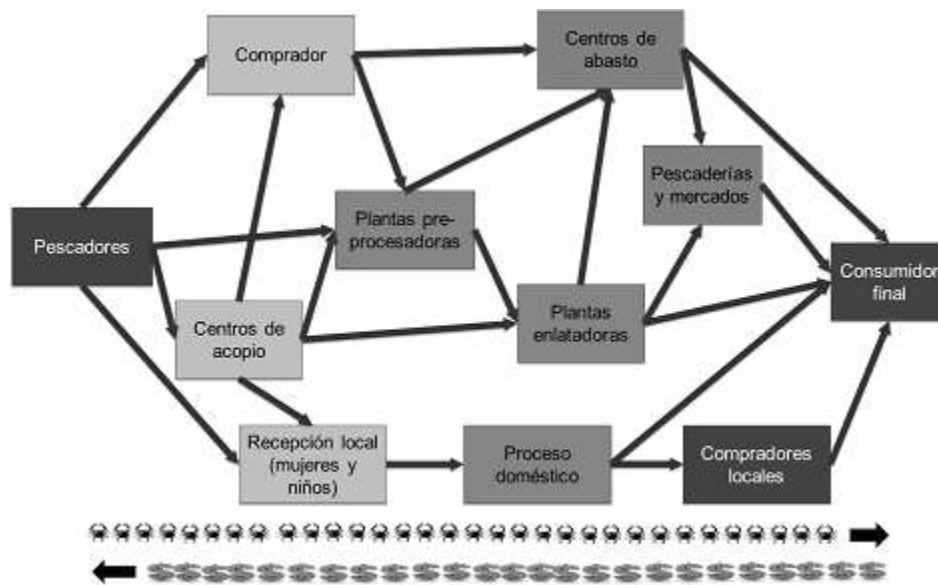 Comprador
Centros de
abasto
Pescaderías
y mercados
Plantas pre-
procesadoras
Pescadores
Consumidor
final
Centros de
acopio
Plantas
enlatadoras
Recepción local
(mujeres y
niños)
Proceso
doméstico
Compradores
locales